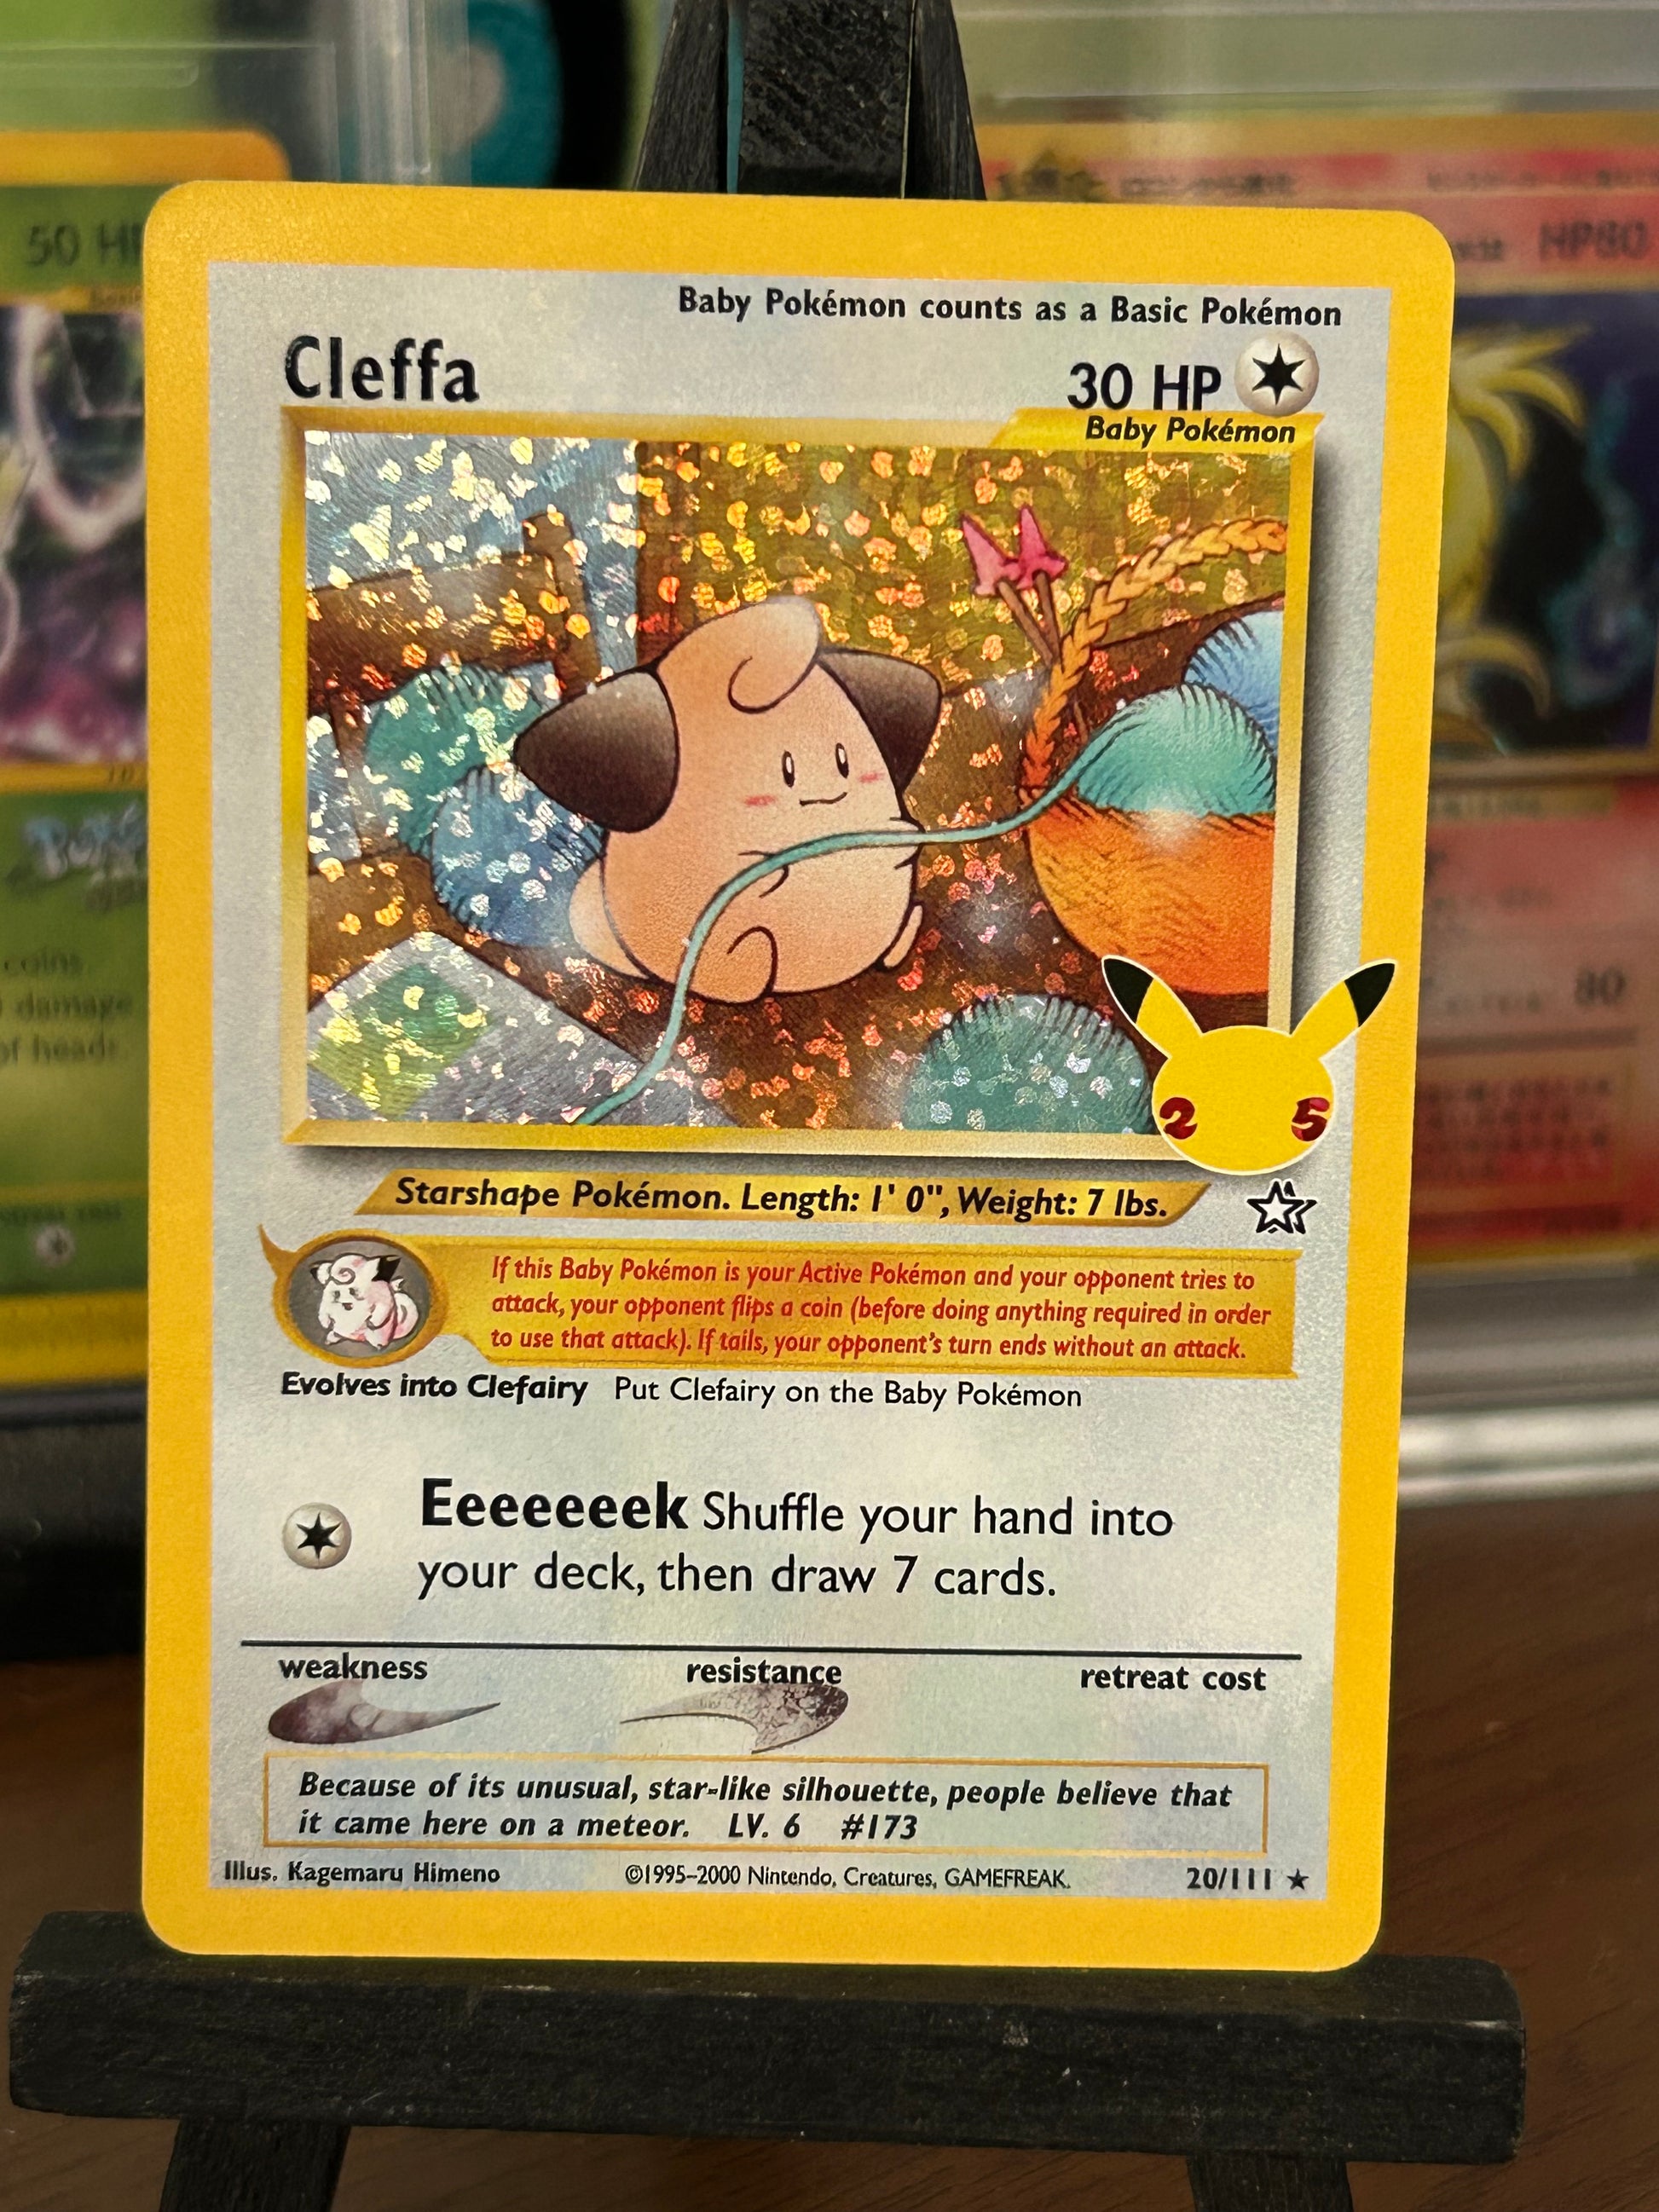 Baby Pokémon counts as a Basic Pokémon
Cleffa
30 HP
Baby Pokémon
25
Starshape Pokémon. Length: 1' 0", Weight: 7 lbs.
If this Baby Pokémon is your Active Pokémon and your opponent tries to
attack, your opponent flips a coin (before doing anything required in order
to use that attack). If tails, your opponent's turn ends without an attack.
Evolves into Clefairy Put Clefairy on the Baby Pokémon
Eeeeeeek Shuffle your hand into
your deck, then draw 7 cards.
weakness resistance retreat cost
Because of its unusual, star-like silhouette, people believe that
it came here on a meteor. LV. 6 #173
Illus. Kagemaru Himeno ©1995–2000 Nintendo, Creatures, GAMEFREAK. 20/111
50 HP
coins
damage
of heads
HP80
80